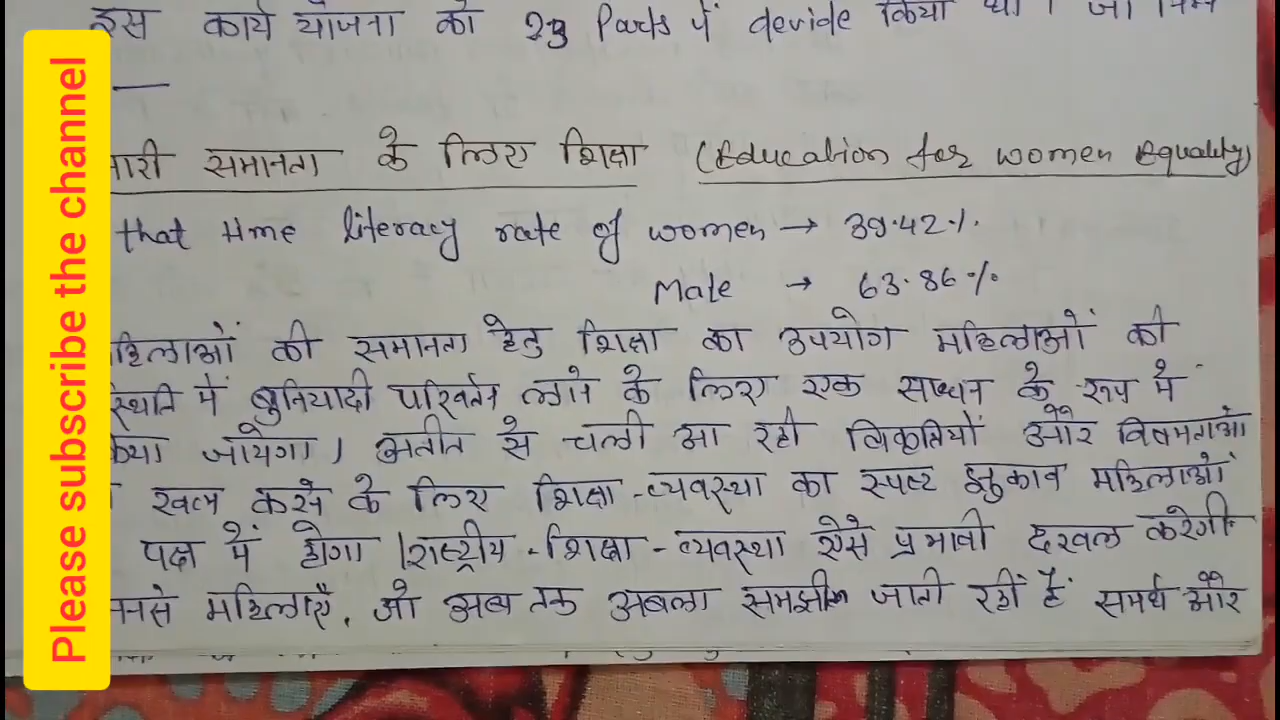 इस कार्य योजना को 23 Parts में devide किया था। जो निम्न
Please subscribe the channel
नारी समानता के लिए शिक्षा (Education for women Equality)
that time literacy rate of women → 39.42%
Male → 63.86%
महिलाओं की समानता हेतु शिक्षा का उपयोग महिलाओं की
स्थिति में बुनियादी परिवर्तन लाने के लिए एक साधन के रूप में
किया जायेगा। अतीत से चली आ रही विकृतियों और विषमताओं
खत्म करने के लिए शिक्षा-व्यवस्था का स्पष्ट झुकाव महिलाओं
पक्ष में होगा। राष्ट्रीय-शिक्षा-व्यवस्था ऐसे प्रभावी दखल करेगी
महिलाएँ, जो अब तक अबला समझी जाती रहीं हैं समर्थ और